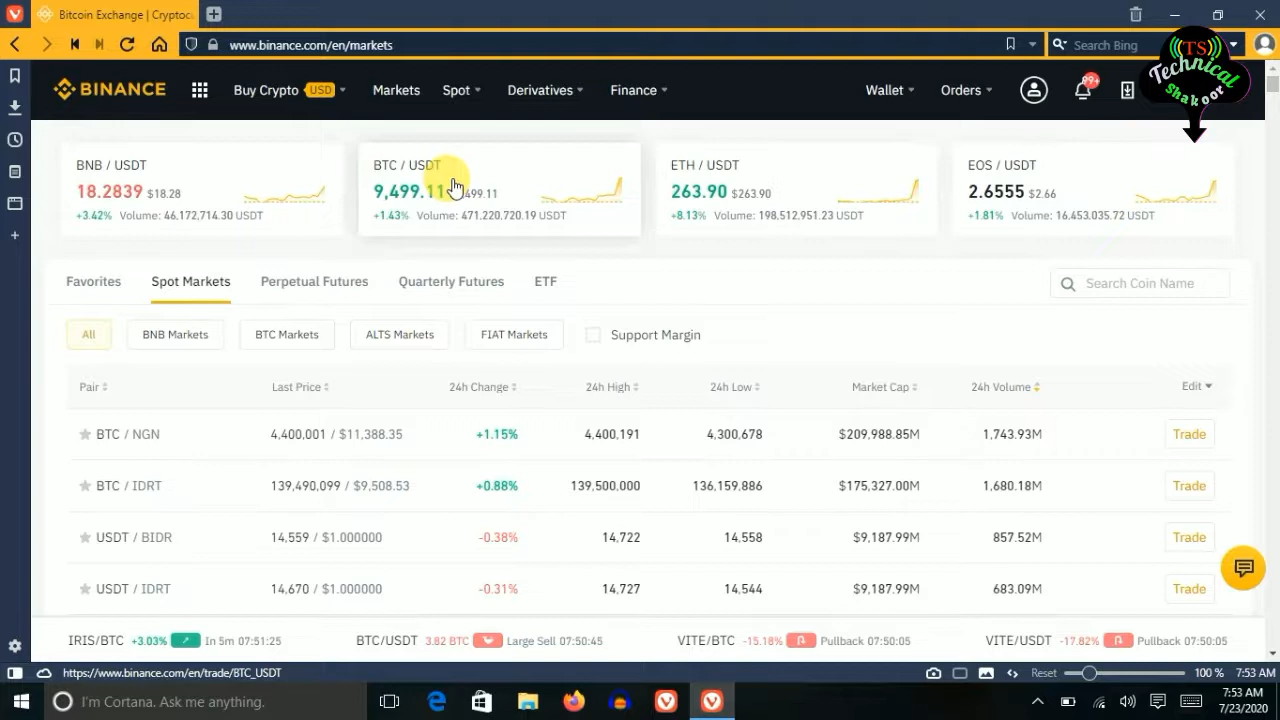 Bitcoin Exchange | Cryptoc
www.binance.com/en/markets
Search Bing
TS
Technical
Shakoor
BINANCE
Buy Crypto USD
Markets
Spot
Derivatives
Finance
Wallet
Orders
99+
BNB / USDT
18.2839 $18.28
+3.42% Volume: 46,172,714.30 USDT
BTC / USDT
9,499.11 499.11
+1.43% Volume: 471,220,720.19 USDT
ETH / USDT
263.90 $263.90
+8.13% Volume: 198,512,951.23 USDT
EOS / USDT
2.6555 $2.66
+1.81% Volume: 16,453,035.72 USDT
Favorites Spot Markets Perpetual Futures Quarterly Futures ETF Search Coin Name
All BNB Markets BTC Markets ALTS Markets FIAT Markets Support Margin
Pair Last Price 24h Change 24h High 24h Low Market Cap 24h Volume Edit
BTC / NGN 4,400,001 / $11,388.35 +1.15% 4,400,191 4,300,678 $209,988.85M 1,743.93M Trade
BTC / IDRT 139,490,099 / $9,508.53 +0.88% 139,500,000 136,159,886 $175,327.00M 1,680.18M Trade
USDT / BIDR 14,559 / $1.000000 -0.38% 14,722 14,558 $9,187.99M 857.52M Trade
USDT / IDRT 14,670 / $1.000000 -0.31% 14,727 14,544 $9,187.99M 683.09M Trade
IRIS/BTC +3.03% In 5m 07:51:25 BTC/USDT 3.82 BTC Large Sell 07:50:45 VITE/BTC -15.18% Pullback 07:50:05 VITE/USDT -17.82% Pullback 07:50:05
https://www.binance.com/en/trade/BTC_USDT Reset 100 % 7:53 AM
I'm Cortana. Ask me anything.
7:53 AM
7/23/2020